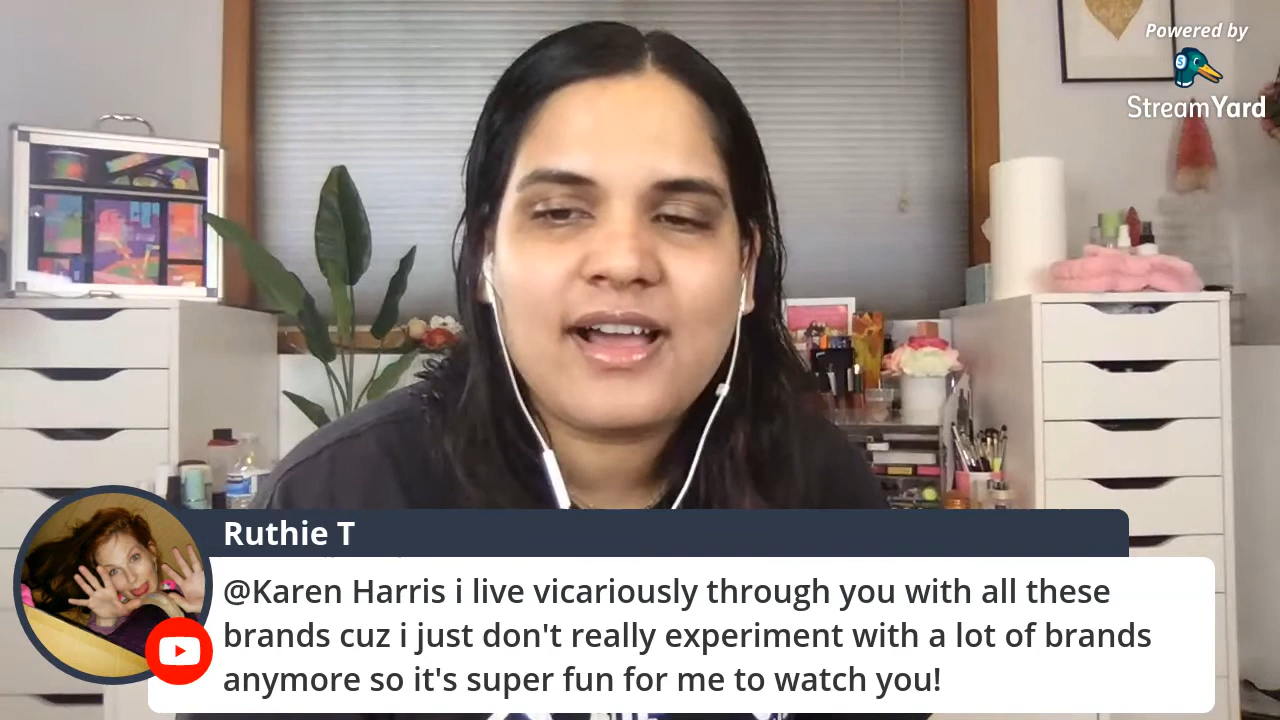 Powered by
StreamYard
Ruthie T
@Karen Harris i live vicariously through you with all these
brands cuz i just don't really experiment with a lot of brands
anymore so it's super fun for me to watch you!